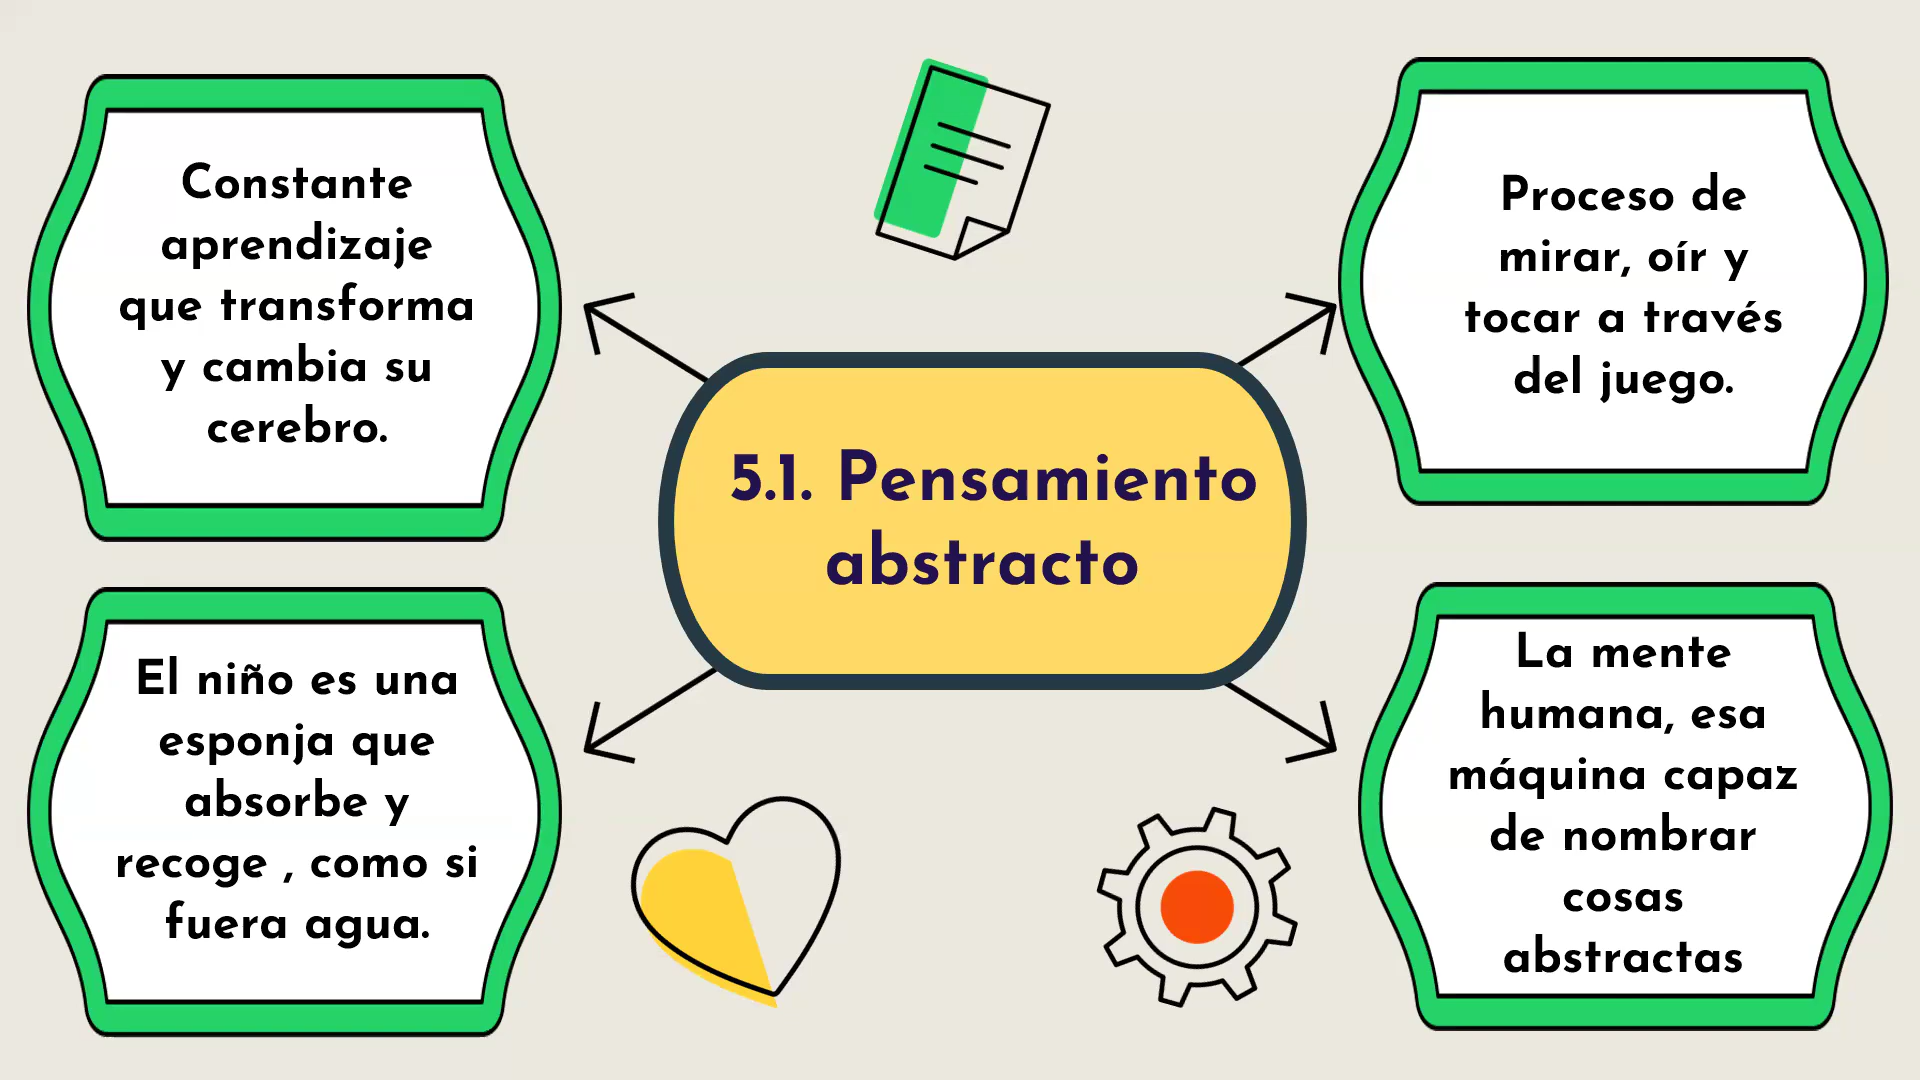 Constante
aprendizaje
que transforma
y cambia su
cerebro.
Proceso de
mirar, oír y
tocar a través
del juego.
5.1. Pensamiento
abstracto
El niño es una
esponja que
absorbe y
recoge , como si
fuera agua.
La mente
humana, esa
máquina capaz
de nombrar
cosas
abstractas